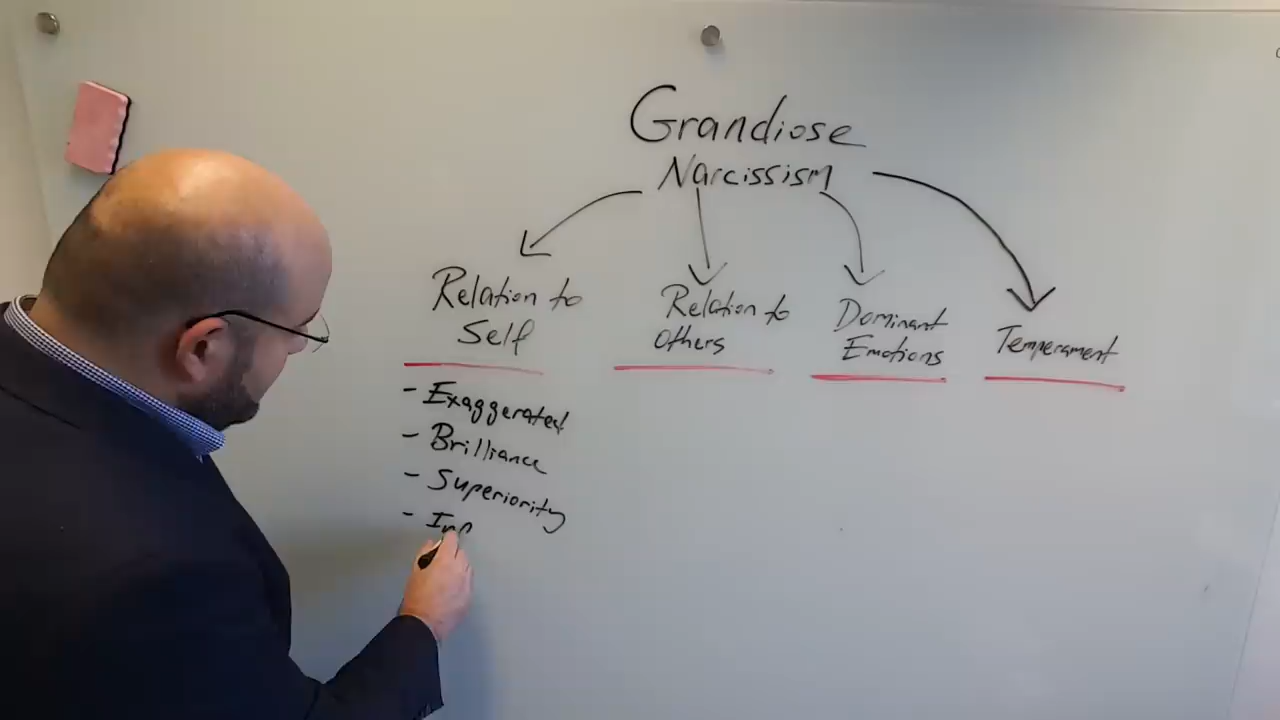 Grandiose
Narcissism
Relation to
Self
Relation to
Others
Dominant
Emotions
Temperament
- Exaggerated
- Brilliance
- Superiority